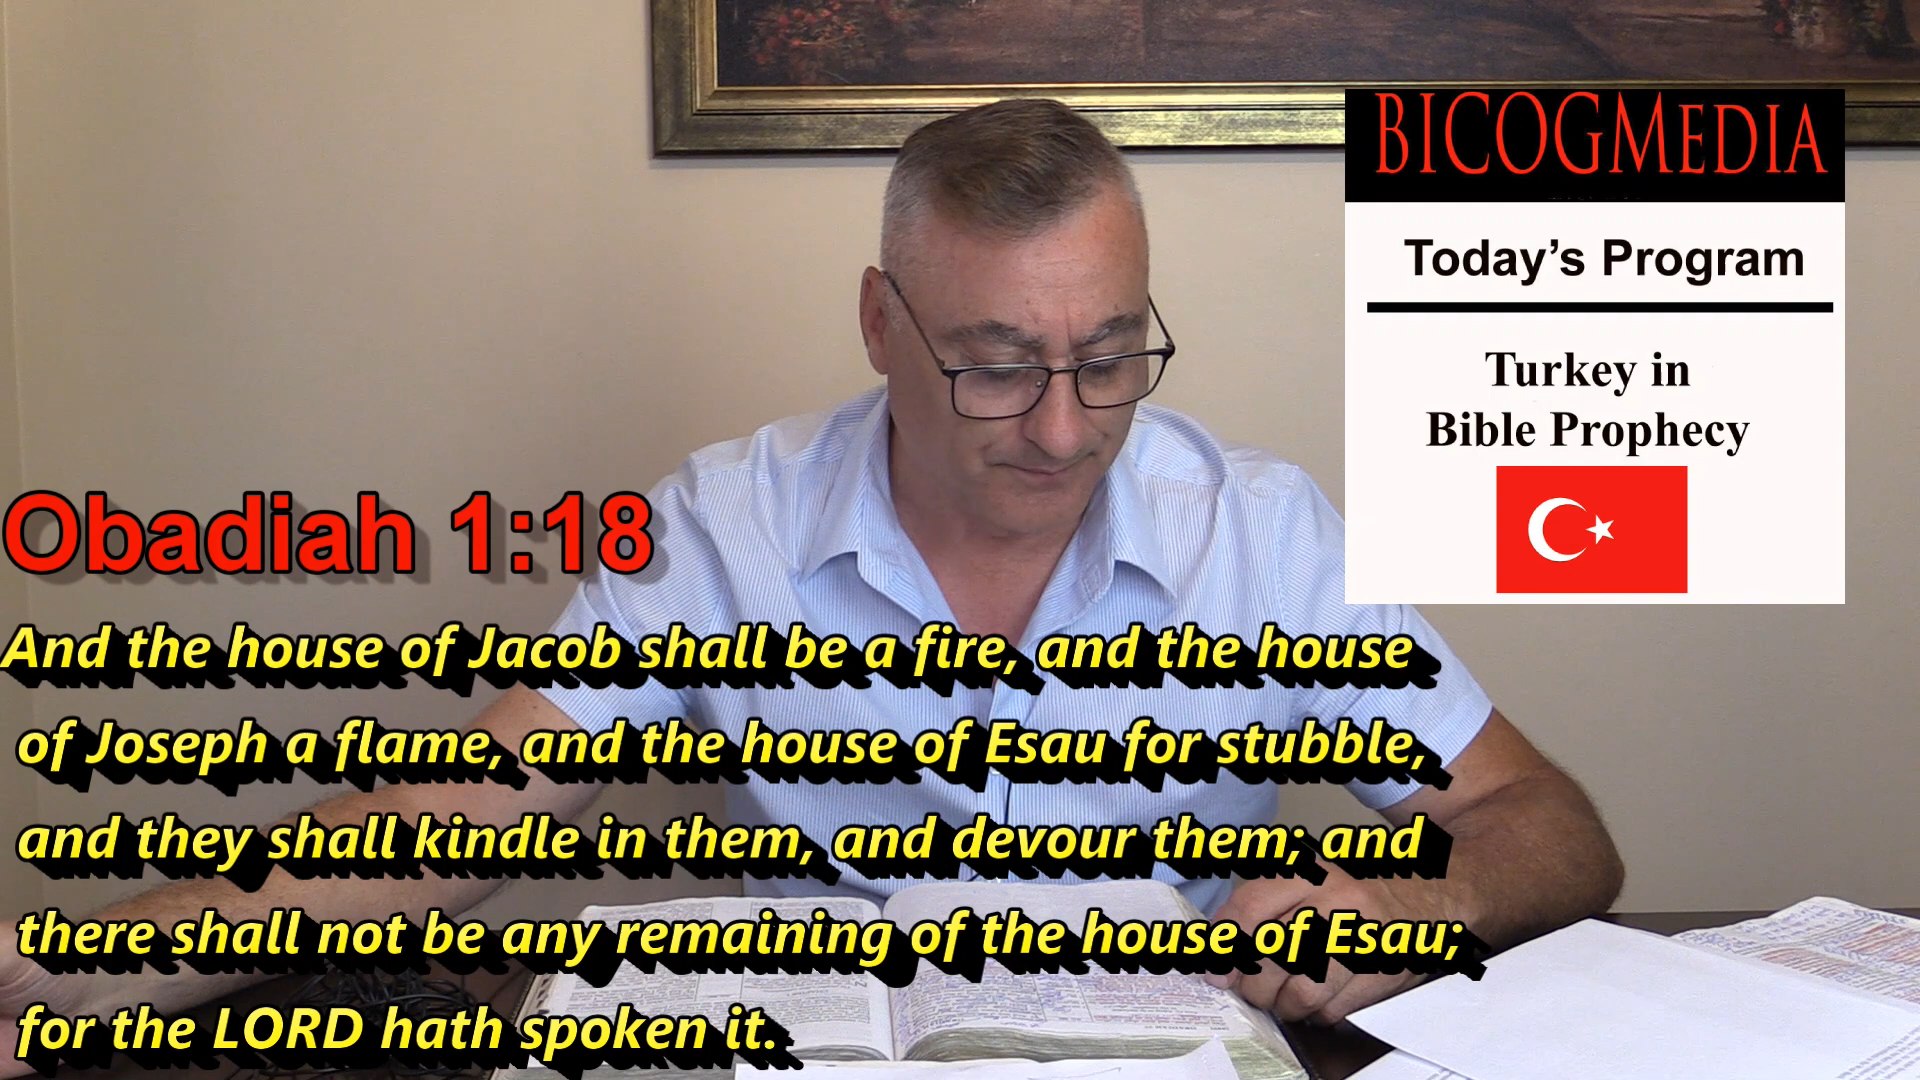 BICOGMEDIA
Today's Program
Turkey in
Bible Prophecy
Obadiah 1:18
And the house of Jacob shall be a fire, and the house
of Joseph a flame, and the house of Esau for stubble,
and they shall kindle in them, and devour them; and
there shall not be any remaining of the house of Esau;
for the LORD hath spoken it.